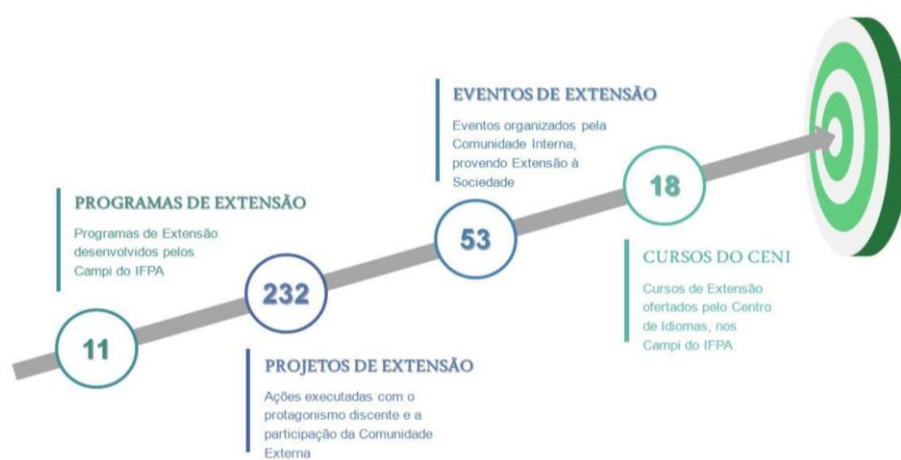 PROGRAMAS DE EXTENSÃO
Programas de Extensão
desenvolvidos pelos
Campi do IFPA
11
232
PROJETOS DE EXTENSÃO
Ações executadas com o
protagonismo discente e a
participação da Comunidade
Externa
EVENTOS DE EXTENSÃO
Eventos organizados pela
Comunidade Interna,
provendo Extensão à
Sociedade
53
18
CURSOS DO CENI
Cursos de Extensão
ofertados pelo Centro
de Idiomas, nos
Campi do IFPA